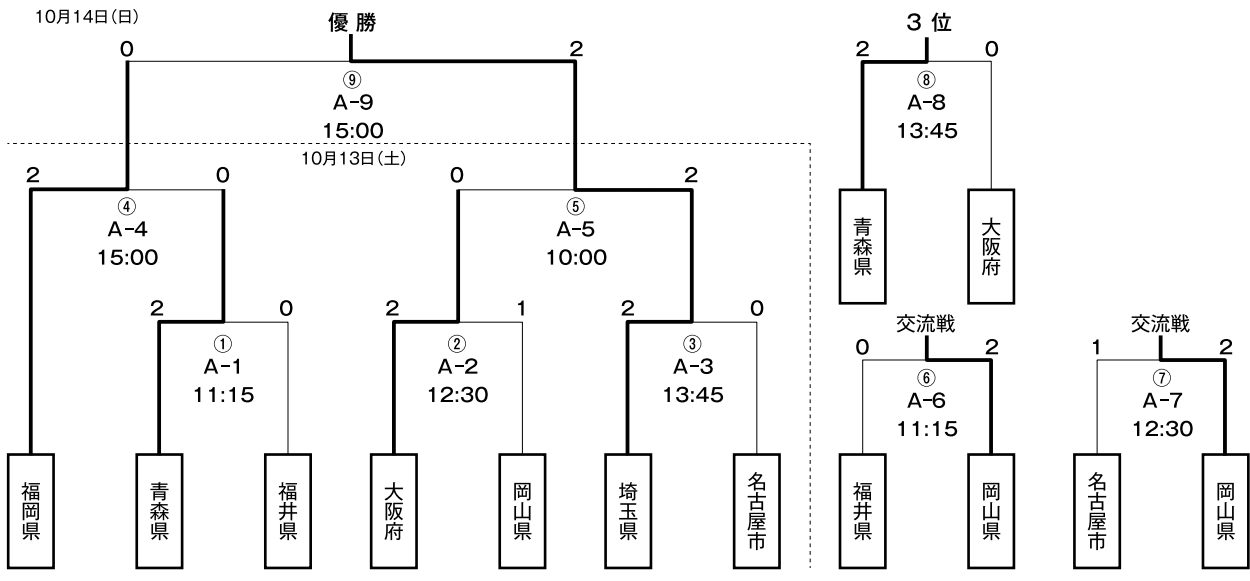 10月14日（日）
優 勝
3 位
0
2
2
0
⑨
A-9
15:00
⑧
A-8
13:45
10月13日（土）
2
0
0
2
④
A-4
15:00
⑤
A-5
10:00
青森県
大阪府
2
0
2
1
2
0
①
A-1
11:15
②
A-2
12:30
③
A-3
13:45
交流戦
交流戦
0
2
1
2
⑥
A-6
11:15
⑦
A-7
12:30
福岡県
青森県
福井県
大阪府
岡山県
埼玉県
名古屋市
福井県
岡山県
名古屋市
岡山県